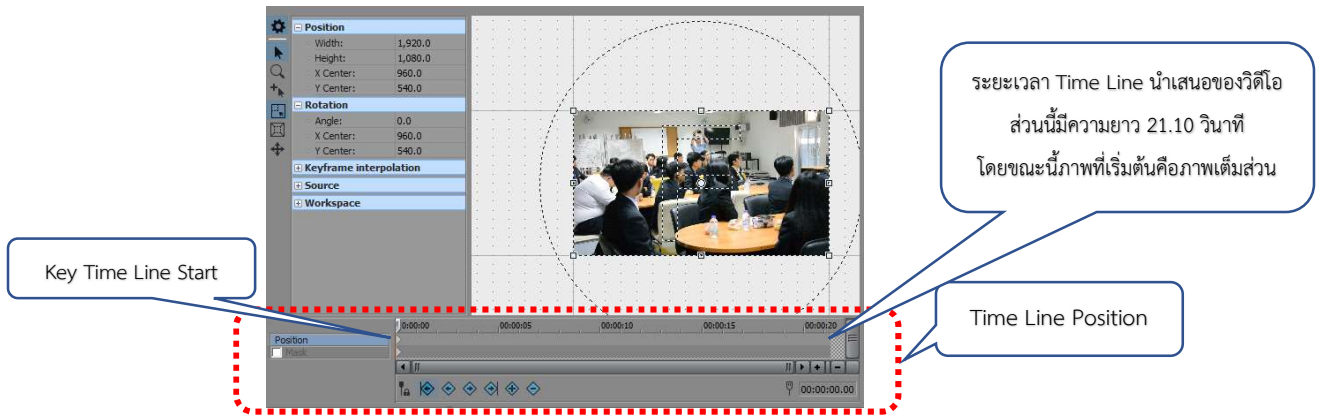 Position
Width: 1,920.0
Height: 1,080.0
X Center: 960.0
Y Center: 540.0
Rotation
Angle: 0.0
X Center: 960.0
Y Center: 540.0
Keyframe interpolation
Source
Workspace
ระยะเวลา Time Line นำเสนอของวิดีโอ
ส่วนนี้มีความยาว 21.10 วินาที
โดยขณะนี้ภาพที่เริ่มต้นคือภาพเต็มส่วน
Key Time Line Start
Time Line Position
0:00:00 00:00:05 00:00:10 00:00:15 00:00:20
Position
Mask
00:00:00.00